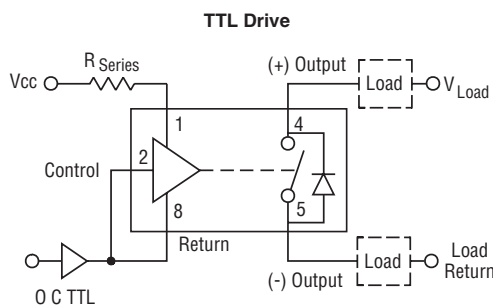 TTL Drive
R Series
Vcc
(+) Output
Load
V Load
1
4
2
Control
8
5
Return
O C TTL
(-) Output
Load
Load
Return